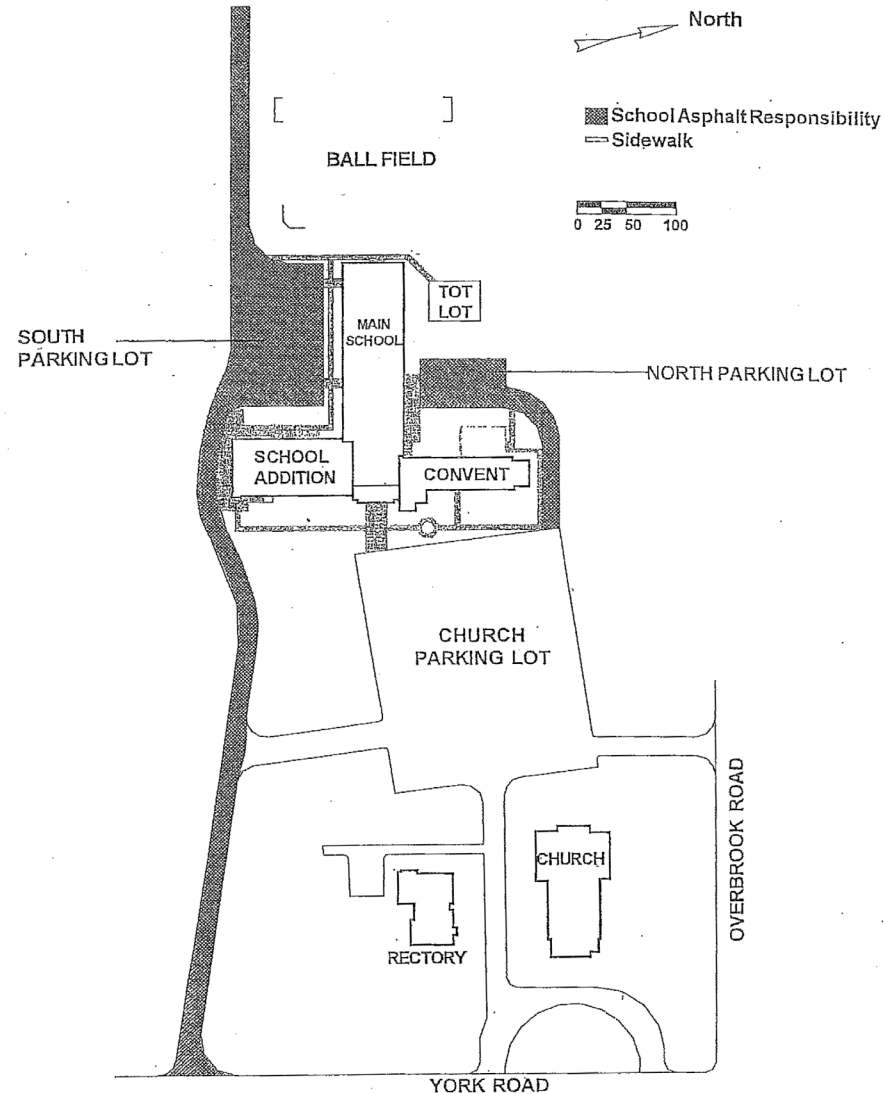 North
School Asphalt Responsibility
Sidewalk
0 25 50 100
BALL FIELD
TOT
LOT
MAIN
SCHOOL
SOUTH
PARKING LOT
NORTH PARKING LOT
SCHOOL
ADDITION
CONVENT
CHURCH
PARKING LOT
OVERBROOK ROAD
CHURCH
RECTORY
YORK ROAD